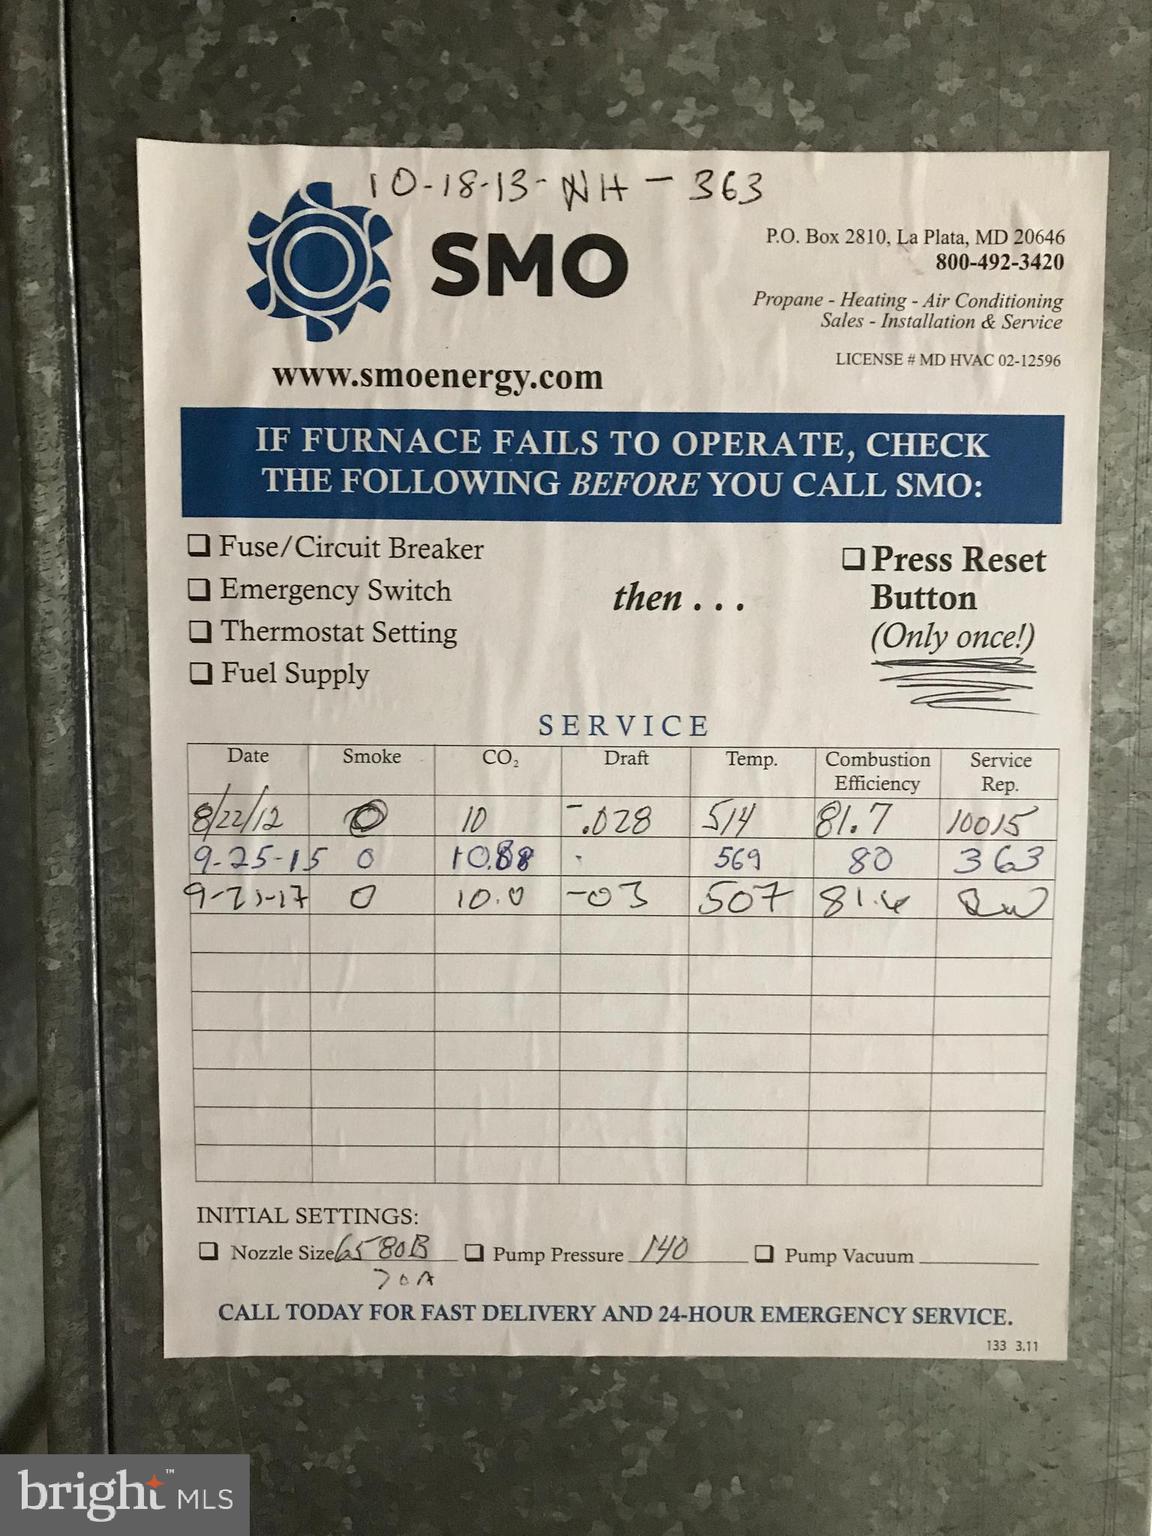 10-18-13-NH - 363
SMO
P.O. Box 2810, La Plata, MD 20646
800-492-3420
Propane - Heating - Air Conditioning
Sales - Installation & Service
LICENSE # MD HVAC 02-12596
www.smoenergy.com
IF FURNACE FAILS TO OPERATE, CHECK
THE FOLLOWING BEFORE YOU CALL SMO:
Fuse/Circuit Breaker
Emergency Switch
Thermostat Setting
Fuel Supply
then . . .
Press Reset
Button
(Only once!)
SERVICE
Date Smoke CO₂ Draft Temp. Combustion Efficiency Service Rep.
8/22/12 0 10 -.028 514 81.7 10015
9-25-15 0 569 80 363
0 10.0 -03 507
INITIAL SETTINGS:
Nozzle Size Pump Pressure 140 Pump Vacuum
70A
CALL TODAY FOR FAST DELIVERY AND 24-HOUR EMERGENCY SERVICE.
133 3.11
bright™ MLS